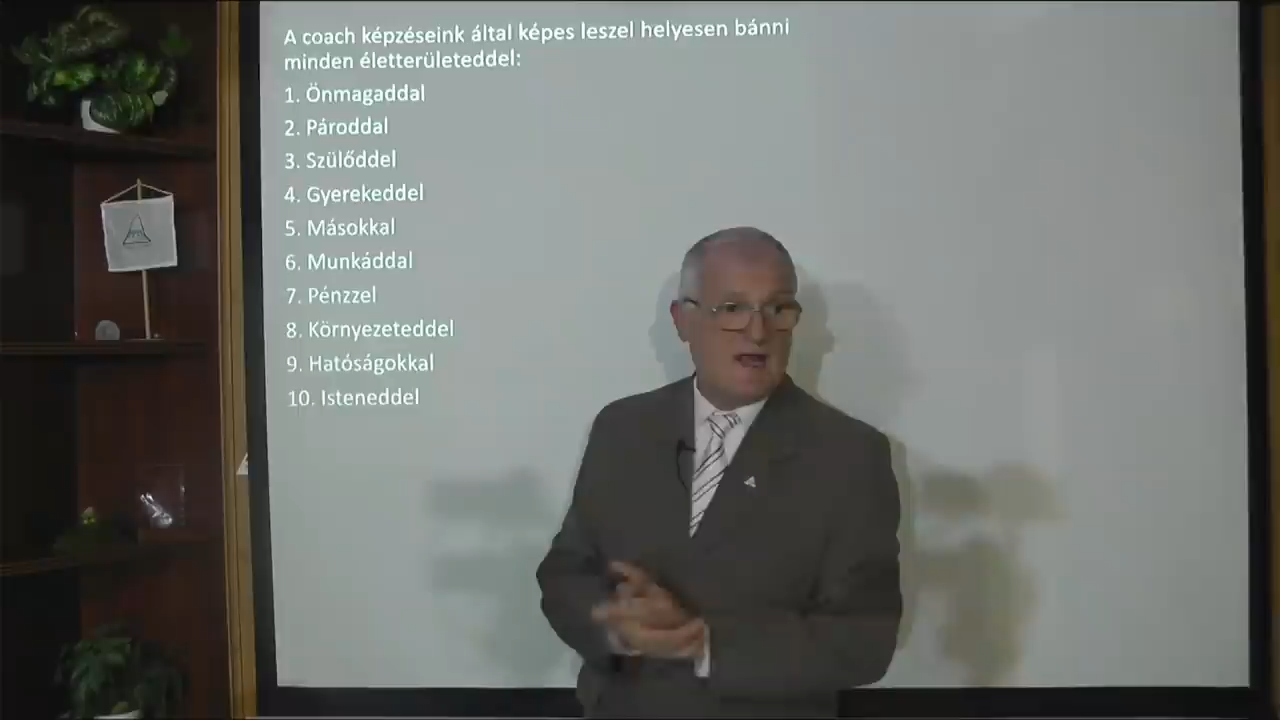 A coach képzéseink által képes leszel helyesen bánni
minden életterületeddel:
1. Önmagaddal
2. Pároddal
3. Szülőddel
4. Gyerekeddel
5. Másokkal
6. Munkáddal
7. Pénzzel
8. Környezeteddel
9. Hatóságokkal
10. Isteneddel